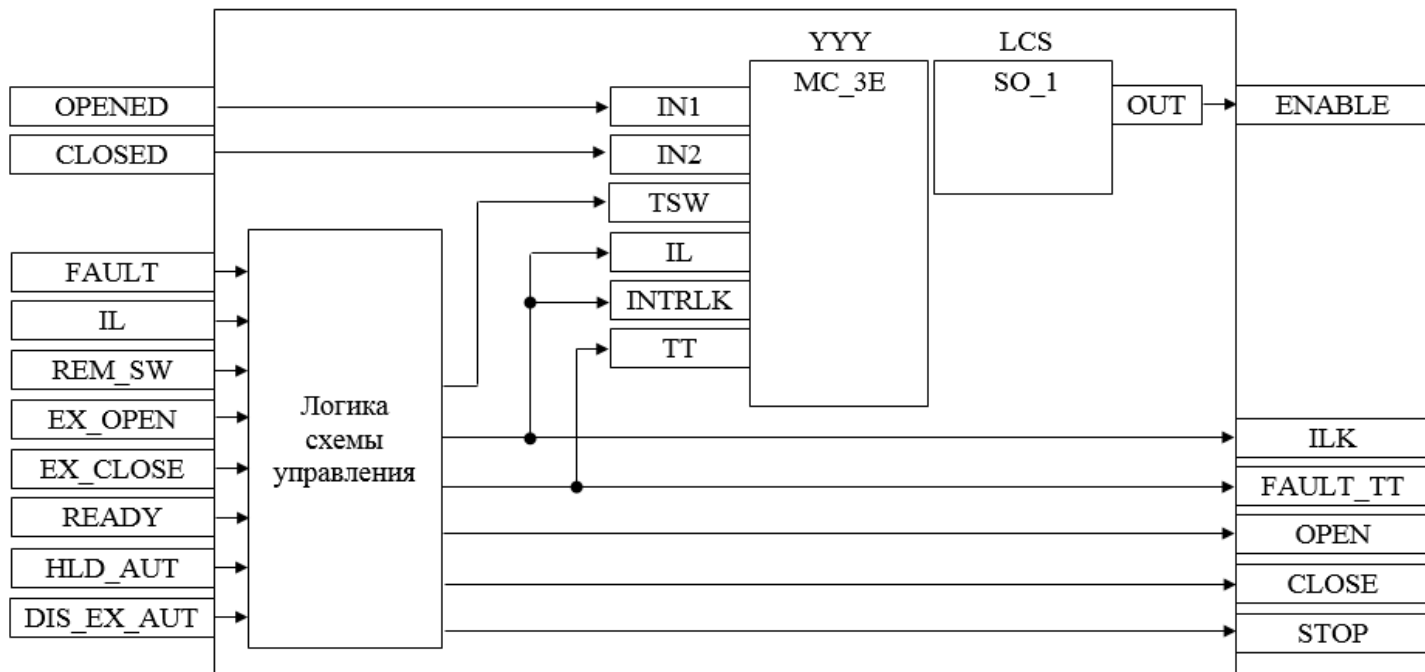 YYY
LCS
MC_3E
SO_1
OPENED
CLOSED
IN1
IN2
TSW
IL
INTRLK
TT
OUT
ENABLE
FAULT
IL
REM_SW
EX_OPEN
EX_CLOSE
READY
HLD_AUT
DIS_EX_AUT
Логика
схемы
управления
ILK
FAULT_TT
OPEN
CLOSE
STOP